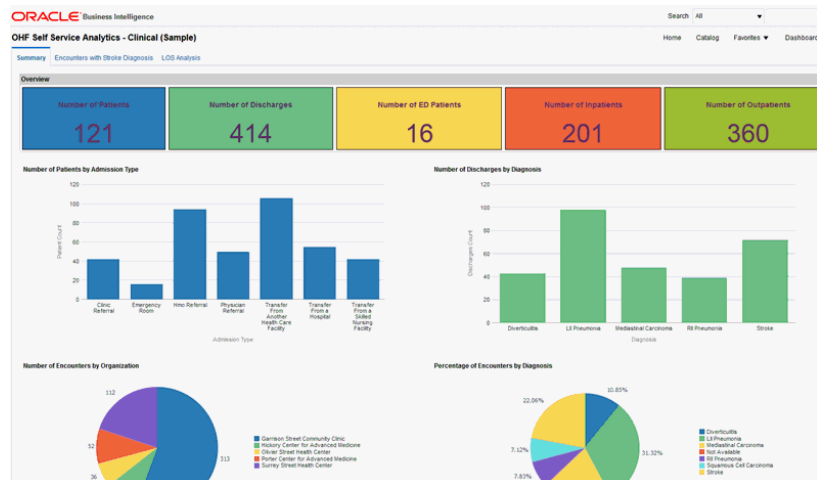 ORACLE Business Intelligence
Search All
OHF Self Service Analytics - Clinical (Sample)
Home Catalog Favorites Dashboard
Summary Encounters with Stroke Diagnosis LOS Analysis
Overview
Number of Patients
121
Number of Discharges
414
Number of ED Patients
16
Number of Inpatients
201
Number of Outpatients
360
Number of Patients by Admission Type
120
100
80
60
40
20
0
Patient Count
Clinic
Referral
Emergency
Room
Hmo Referral
Physician
Referral
Transfer
From
Another
Health Care
Facility
Transfer
From a
Hospital
Transfer
From a
Skilled
Nursing
Facility
Admission Type
Number of Discharges by Diagnosis
120
100
80
60
40
20
0
Discharges Count
Diverticulitis
Lll Pneumonia
Mediastinal Carcinoma
Rll Pneumonia
Stroke
Diagnosis
Number of Encounters by Organization
112
52
36
313
Garrison Street Community Clinic
Hickory Center for Advanced Medicine
Olivier Street Health Center
Porter Center for Advanced Medicine
Surrey Street Health Center
Percentage of Encounters by Diagnosis
10.85%
22.06%
31.32%
7.12%
7.83%
Diverticulitis
Lll Pneumonia
Mediastinal Carcinoma
Not Available
Rll Pneumonia
Squamous Cell Carcinoma
Stroke